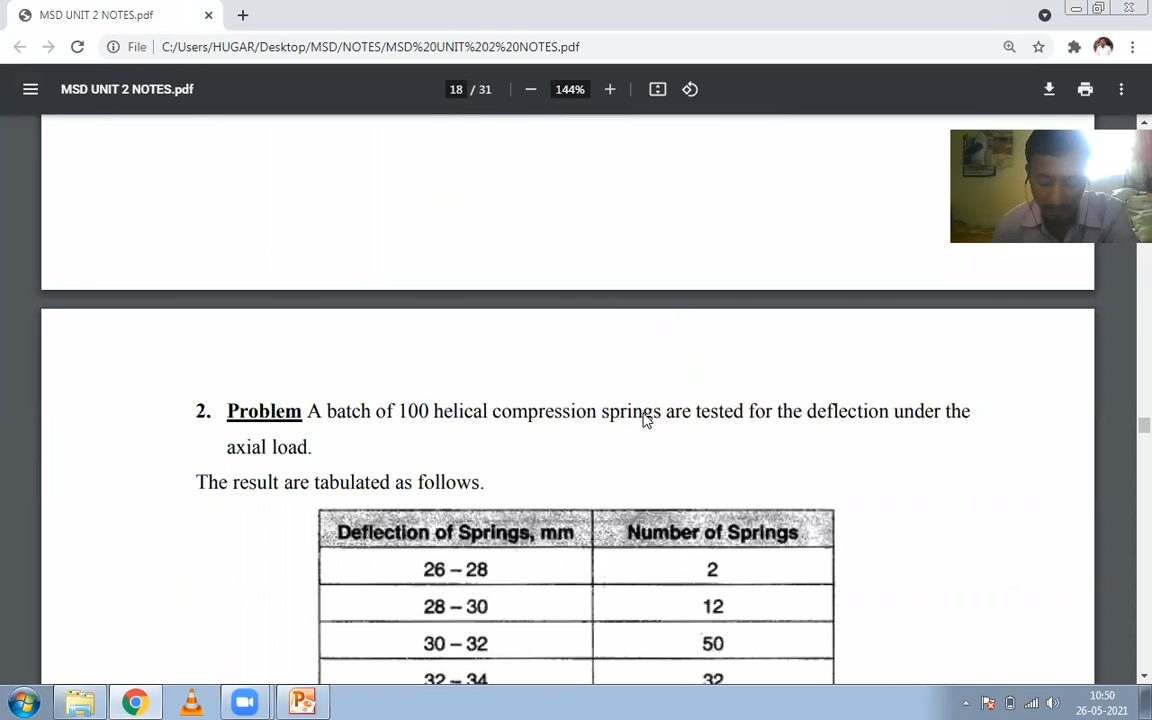 MSD UNIT 2 NOTES.pdf
File C:/Users/HUGAR/Desktop/MSD/NOTES/MSD%20UNIT%202%20NOTES.pdf
MSD UNIT 2 NOTES.pdf 18 / 31 144%
2. Problem A batch of 100 helical compression springs are tested for the deflection under the
axial load.
The result are tabulated as follows.
Deflection of Springs, mm Number of Springs
26 – 28 2
28 – 30 12
30 – 32 50
32 – 34 32
10:50
26-05-2021